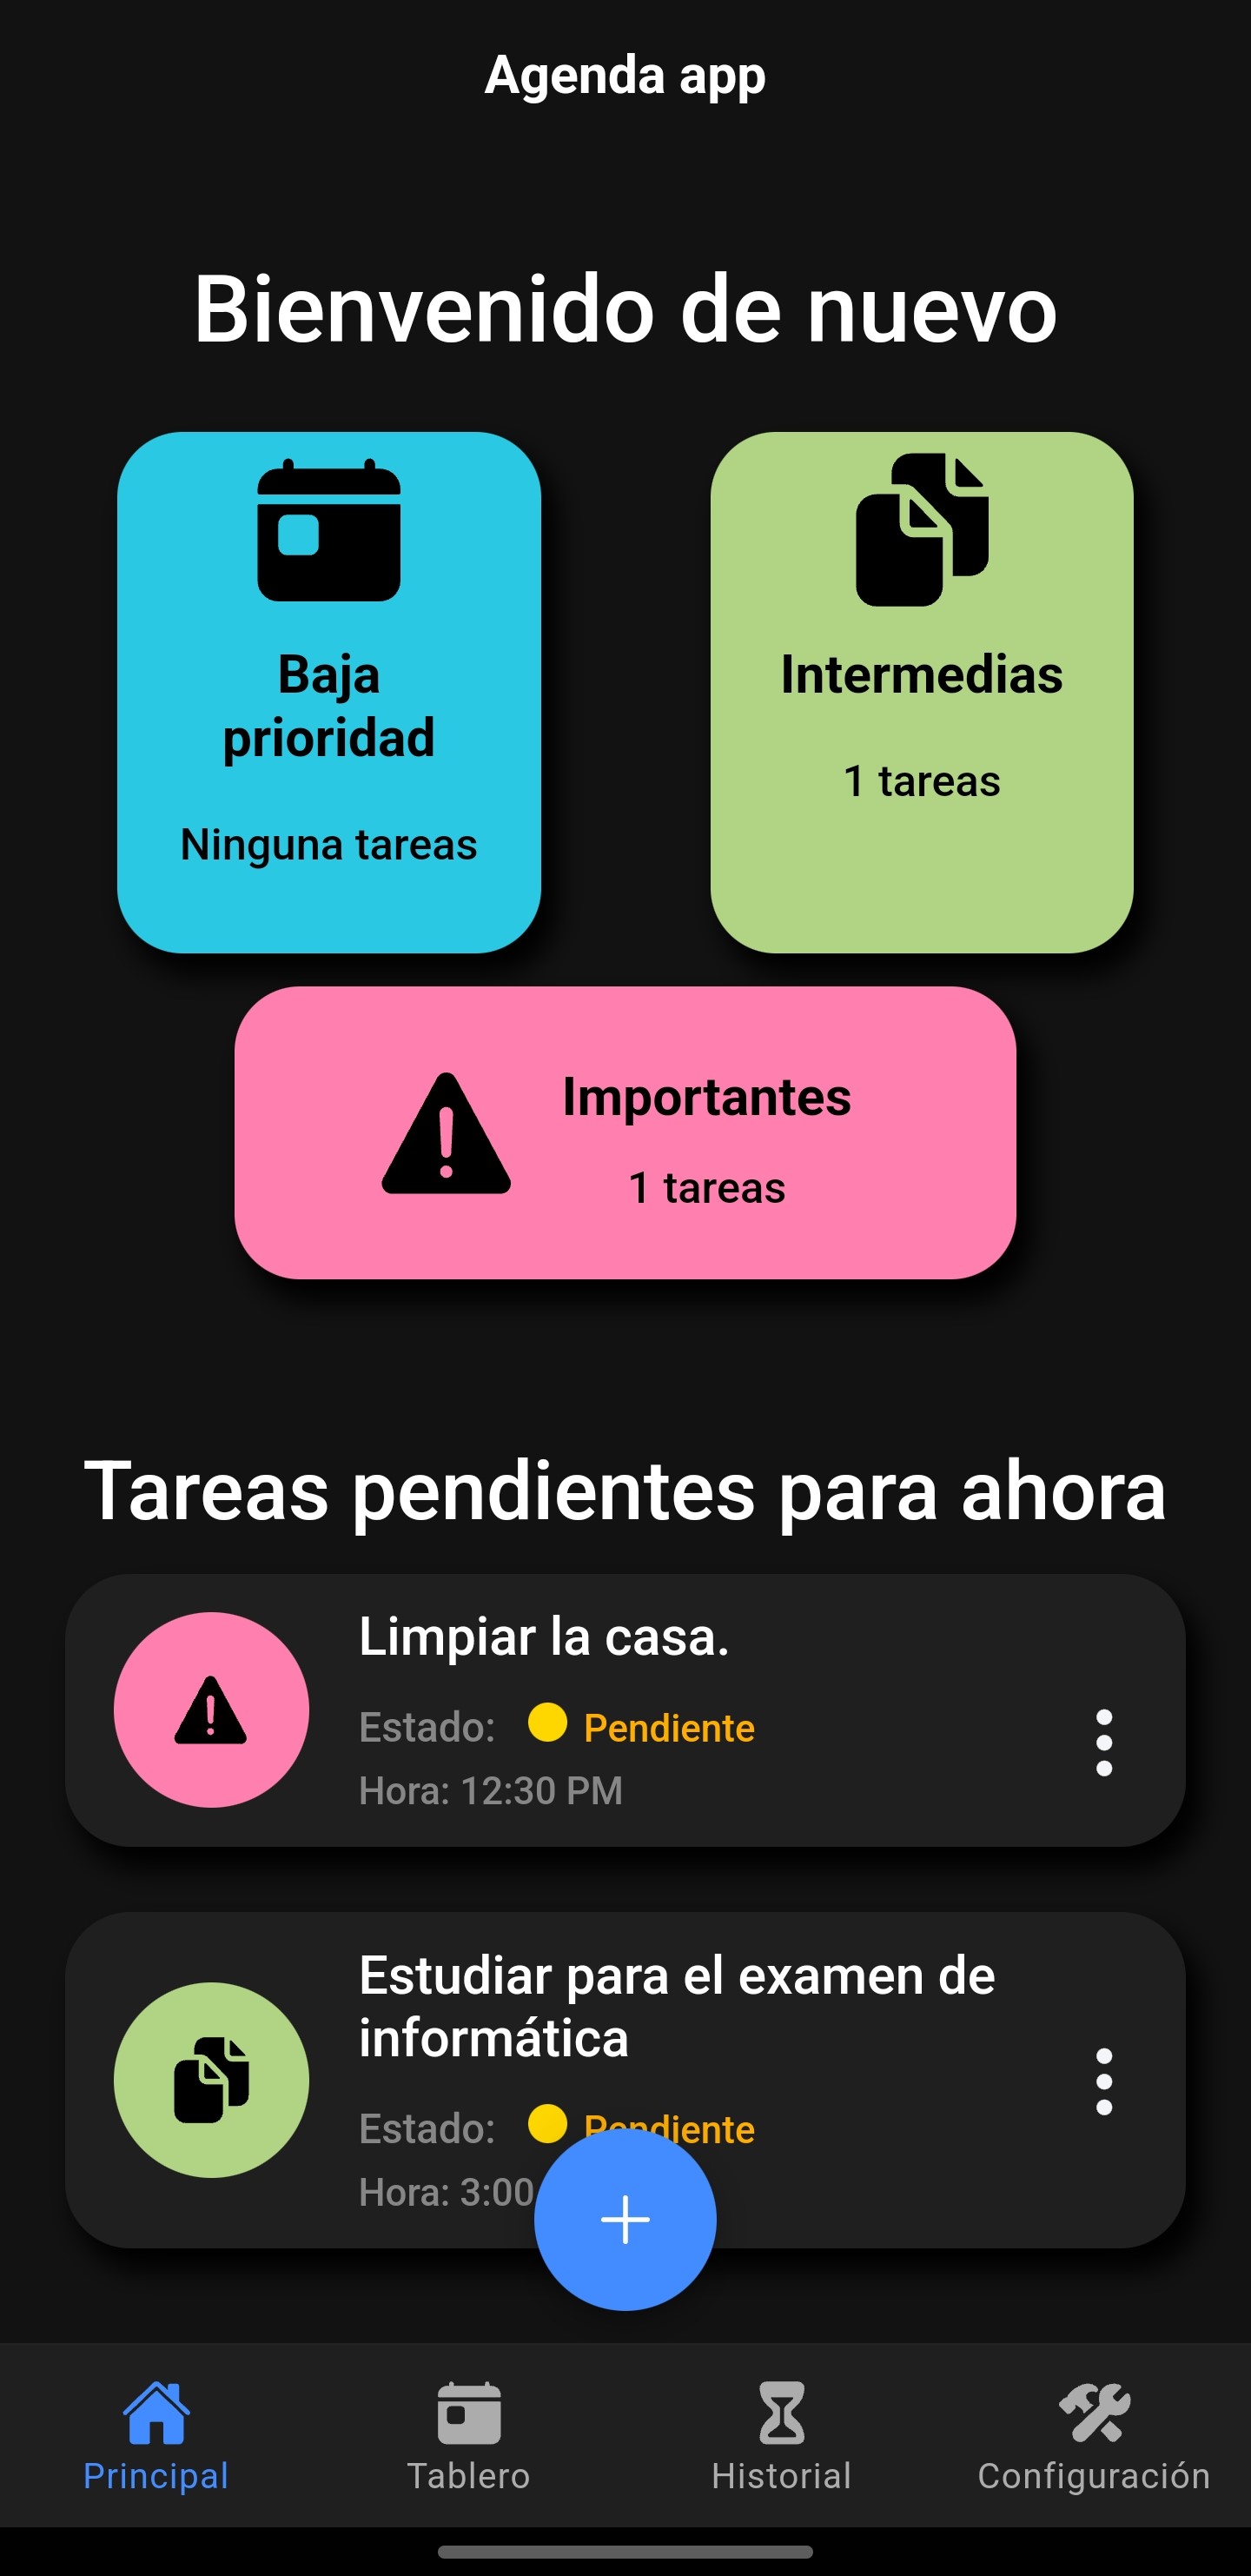 Agenda app
Bienvenido de nuevo
Baja
prioridad
Ninguna tareas
Intermedias
1 tareas
Importantes
1 tareas
Tareas pendientes para ahora
Limpiar la casa.
Estado: Pendiente
Hora: 12:30 PM
Estudiar para el examen de
informática
Estado: Pendiente
Hora: 3:00
Principal
Tablero
Historial
Configuración